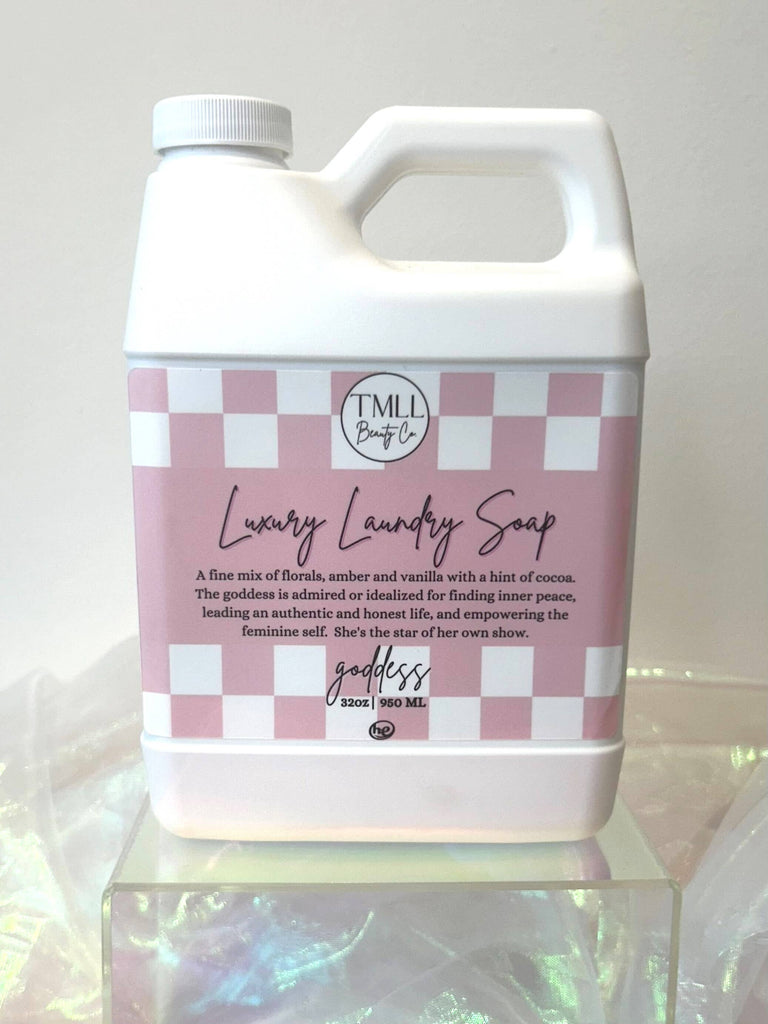 TMLL
Beauty Co.
Luxury Laundry Soap
A fine mix of florals, amber and vanilla with a hint of cocoa.
The goddess is admired or idealized for finding inner peace,
leading an authentic and honest life, and empowering the
feminine self. She's the star of her own show.
goddess
32oz| 950 ML
he